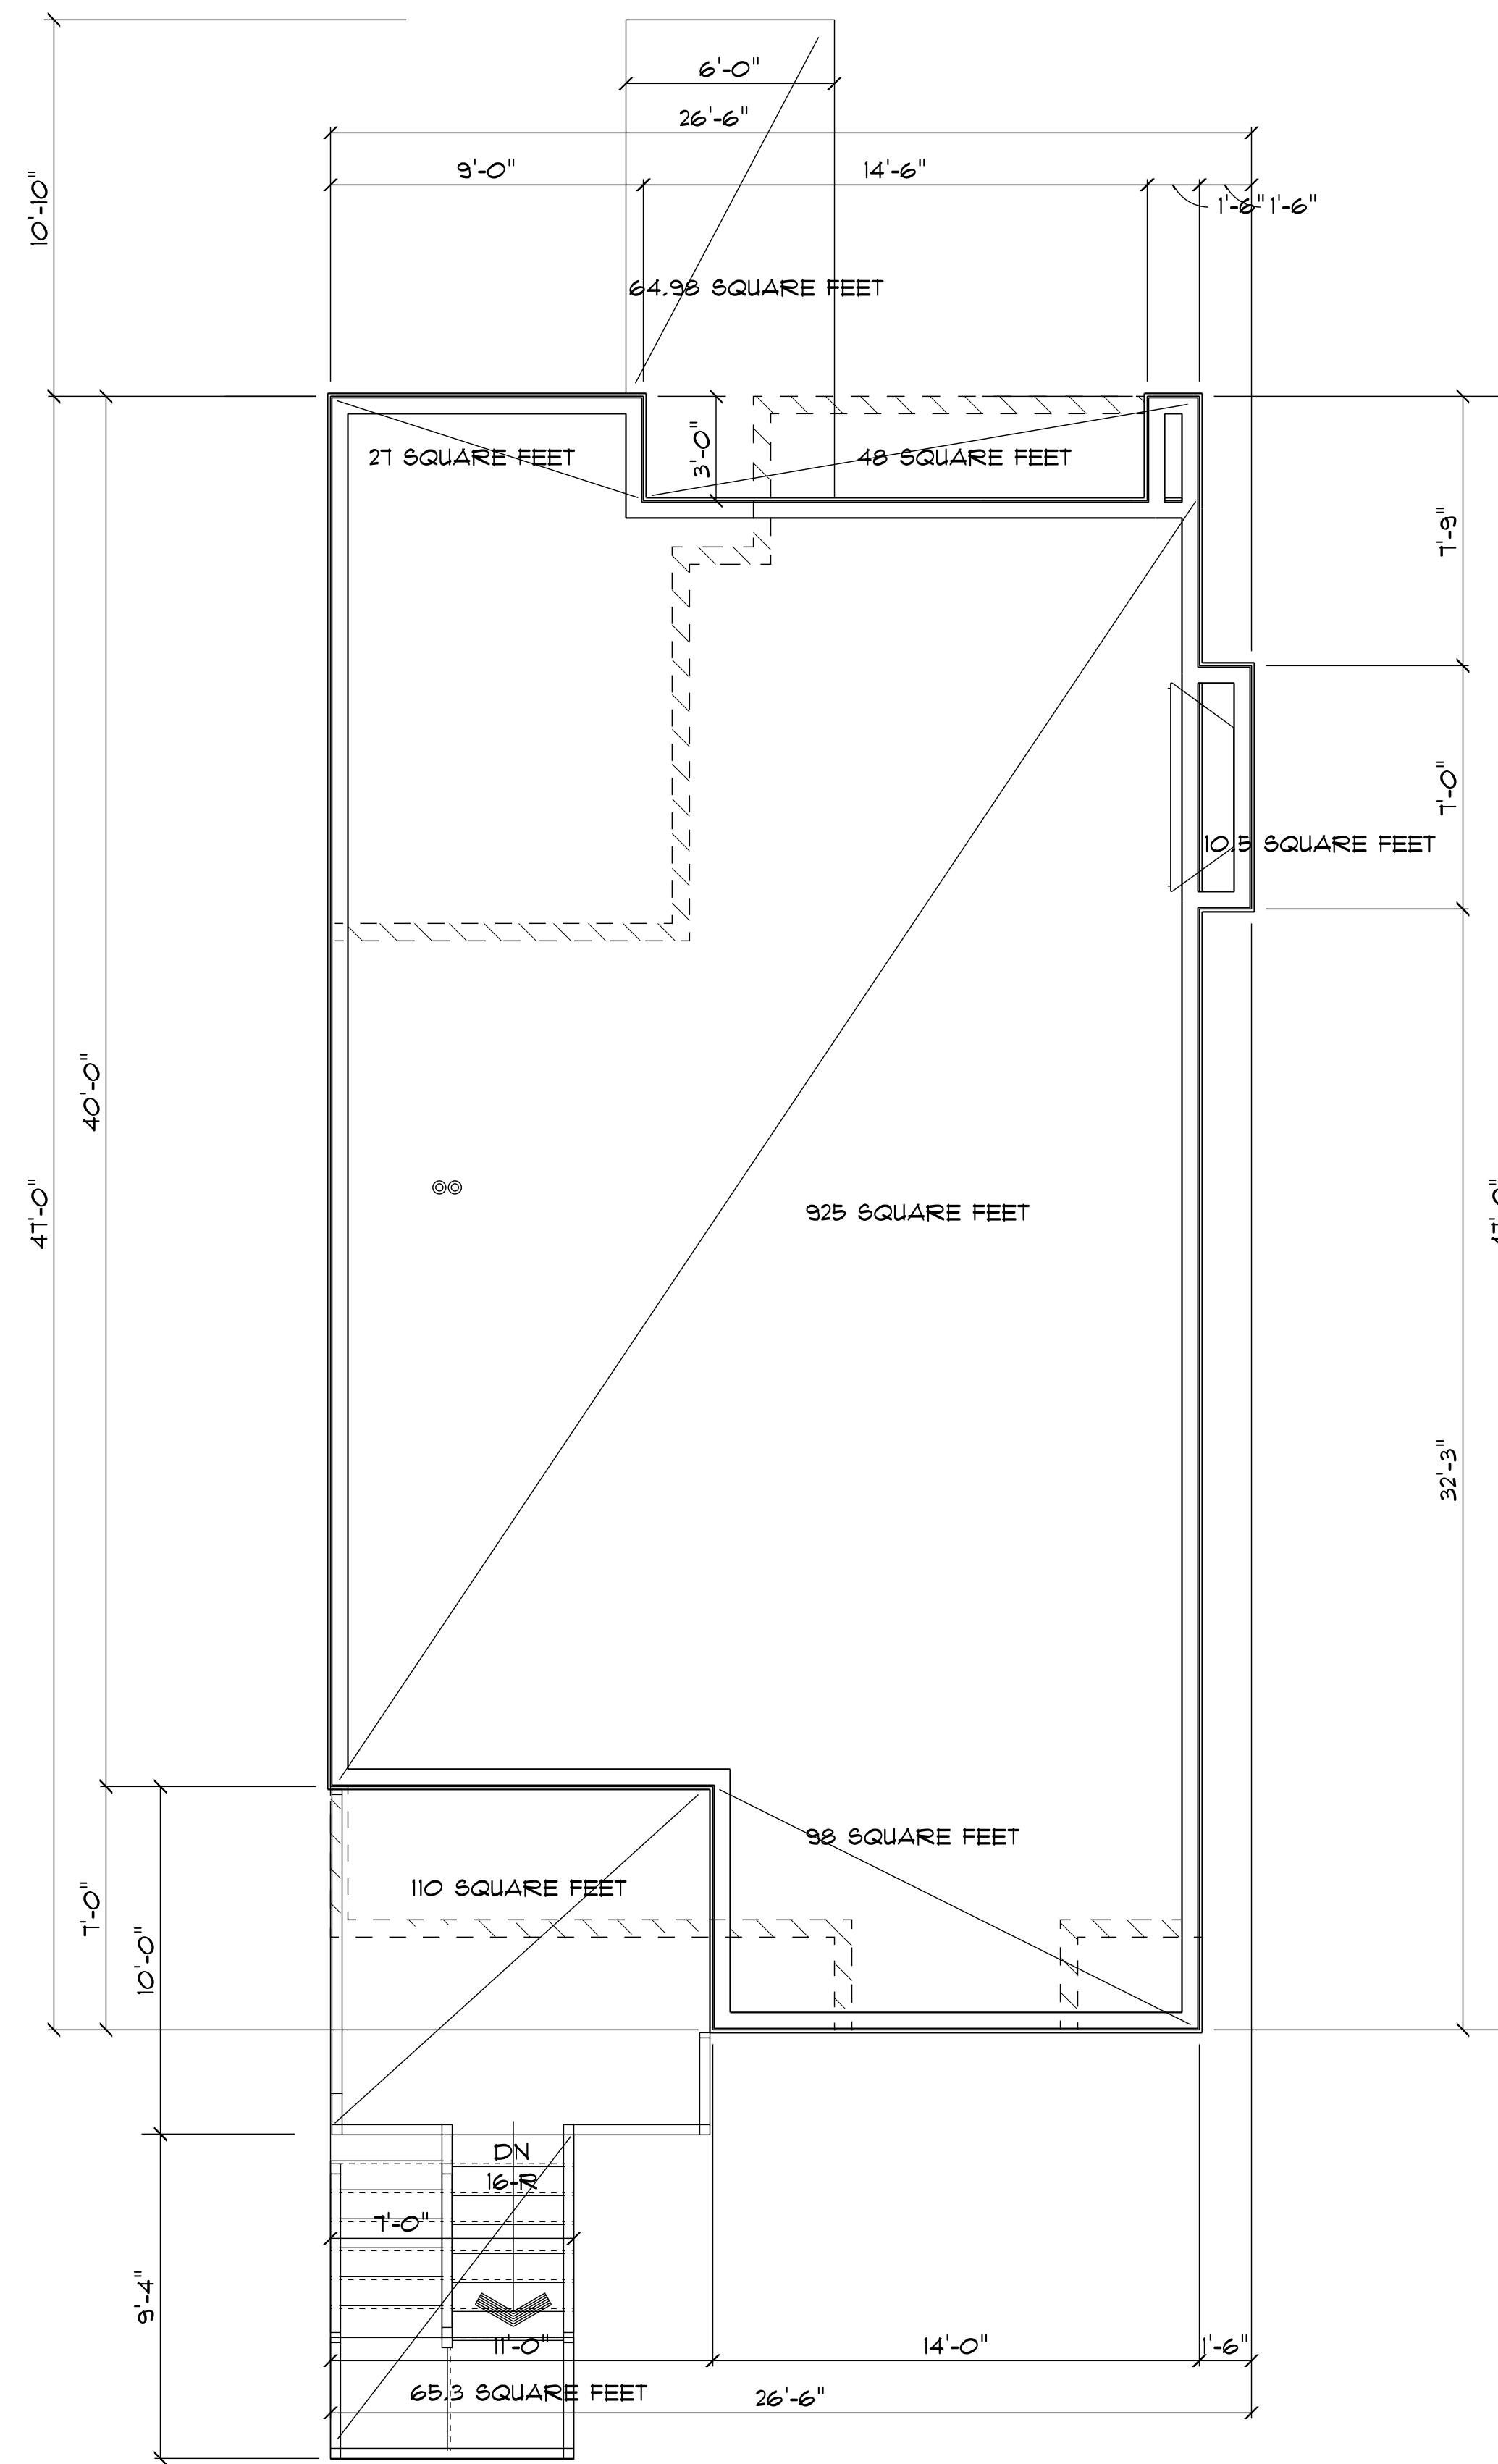 6'-0"
26'-6"
9'-0"
14'-6"
1'-6"
1'-6"
10'-10"
64.98 SQUARE FEET
27 SQUARE FEET
3'-0"
48 SQUARE FEET
7'-9"
7'-0"
10.5 SQUARE FEET
40'-0"
47'-0"
925 SQUARE FEET
47'-0"
32'-3"
98 SQUARE FEET
110 SQUARE FEET
7'-0"
10'-0"
DN
16-R
7'-0"
9'-4"
11'-0"
14'-0"
1'-6"
65.3 SQUARE FEET
26'-6"